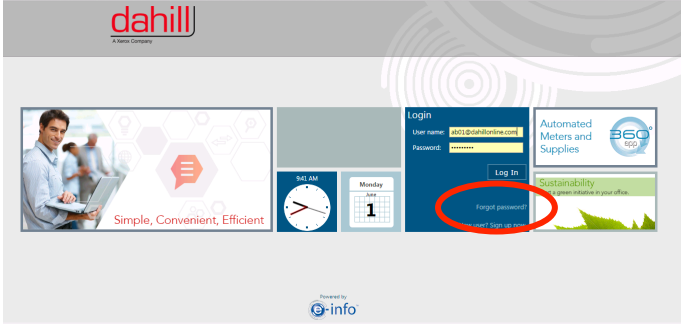 dahill
A Xerox Company
Simple, Convenient, Efficient
9:41 AM
Monday
June
1
Login
User name: ab01@dahillonline.com
Password: •••••••••
Log In
Forgot password?
user? Sign up now
Automated
Meters and
Supplies
360°
app
Sustainability
a green initiative in your office.
Powered by
e-info